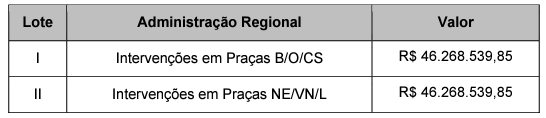 Lote Administração Regional Valor
I Intervenções em Praças B/O/CS R$ 46.268.539,85
II Intervenções em Praças NE/VN/L R$ 46.268.539,85